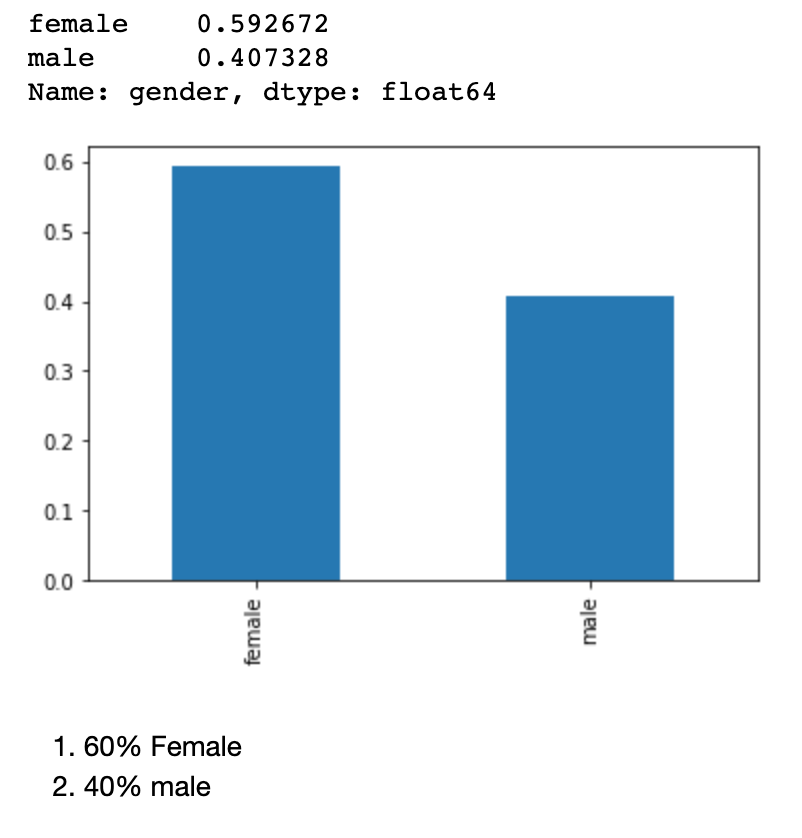 female 0.592672
male 0.407328
Name: gender, dtype: float64
0.6
0.5
0.4
0.3
0.2
0.1
0.0
female
male
1. 60% Female
2. 40% male